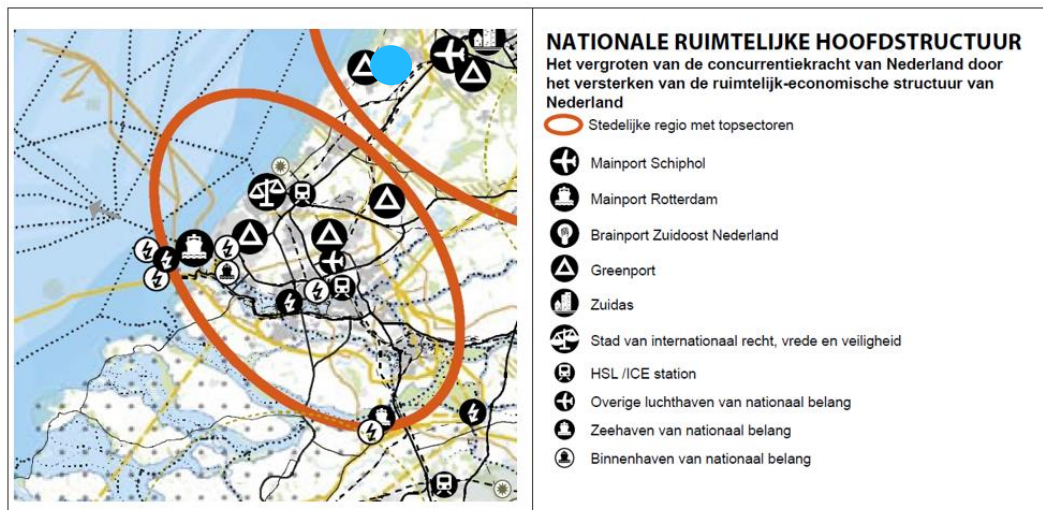 NATIONALE RUIMTELIJKE HOOFDSTRUCTUUR
Het vergroten van de concurrentiekracht van Nederland door
het versterken van de ruimtelijk-economische structuur van
Nederland
Stedelijke regio met topsectoren
Mainport Schiphol
Mainport Rotterdam
Brainport Zuidoost Nederland
Greenport
Zuidas
Stad van internationaal recht, vrede en veiligheid
HSL /ICE station
Overige luchthaven van nationaal belang
Zeehaven van nationaal belang
Binnenhaven van nationaal belang